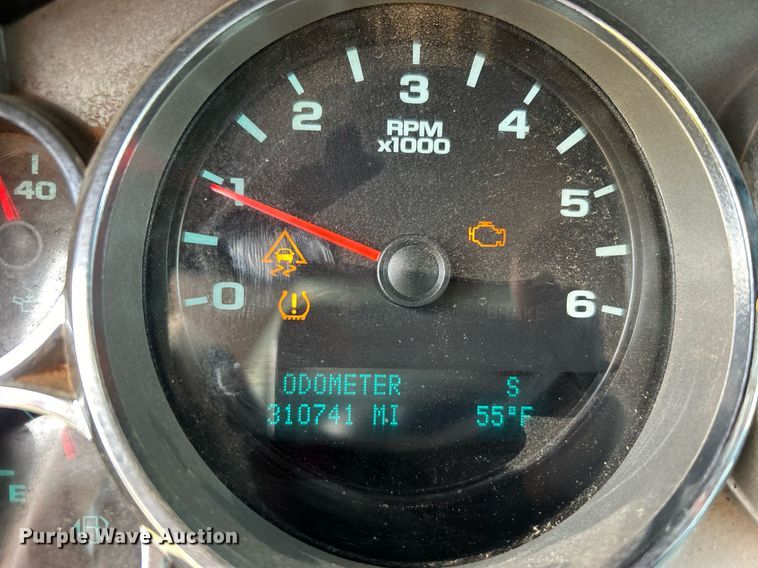 3
2 4
RPM
x1000
1 5
40
0 6
ODOMETER S
310741 MI 55°F
E
Purple Wave Auction